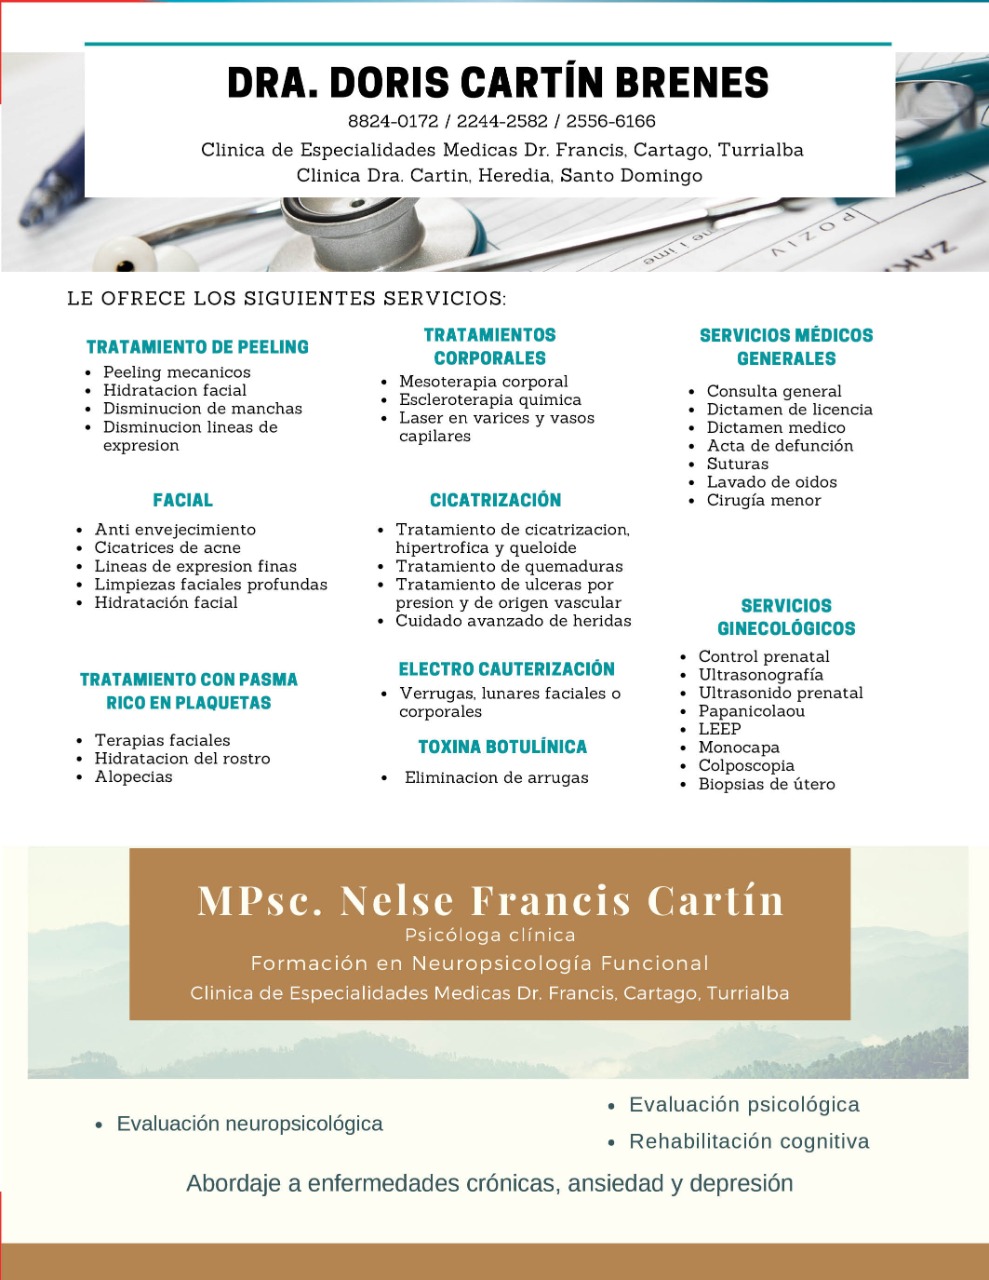 DRA. DORIS CARTÍN BRENES
8824-0172 / 2244-2582 / 2556-6166
Clinica de Especialidades Medicas Dr. Francis, Cartago, Turrialba
Clinica Dra. Cartin, Heredia, Santo Domingo
POZIV
ZAK
ne i ime
LE OFRECE LOS SIGUIENTES SERVICIOS:
TRATAMIENTO DE PEELING
• Peeling mecanicos
• Hidratacion facial
• Disminucion de manchas
• Disminucion lineas de
expresion
FACIAL
• Anti envejecimiento
• Cicatrices de acne
• Lineas de expresion finas
• Limpiezas faciales profundas
• Hidratación facial
TRATAMIENTO CON PASMA
RICO EN PLAQUETAS
• Terapias faciales
• Hidratacion del rostro
• Alopecias
TRATAMIENTOS
CORPORALES
• Mesoterapia corporal
• Escleroterapia quimica
• Laser en varices y vasos
capilares
CICATRIZACIÓN
• Tratamiento de cicatrizacion,
hipertrofica y queloide
• Tratamiento de quemaduras
• Tratamiento de ulceras por
presion y de origen vascular
• Cuidado avanzado de heridas
ELECTRO CAUTERIZACIÓN
• Verrugas, lunares faciales o
corporales
TOXINA BOTULÍNICA
• Eliminacion de arrugas
SERVICIOS MÉDICOS
GENERALES
• Consulta general
• Dictamen de licencia
• Dictamen medico
• Acta de defunción
• Suturas
• Lavado de oidos
• Cirugía menor
SERVICIOS
GINECOLÓGICOS
• Control prenatal
• Ultrasonografía
• Ultrasonido prenatal
• Papanicolaou
• LEEP
• Monocapa
• Colposcopia
• Biopsias de útero
MPsc. Nelse Francis Cartín
Psicóloga clínica
Formación en Neuropsicología Funcional
Clinica de Especialidades Medicas Dr. Francis, Cartago, Turrialba
• Evaluación neuropsicológica
• Evaluación psicológica
• Rehabilitación cognitiva
Abordaje a enfermedades crónicas, ansiedad y depresión